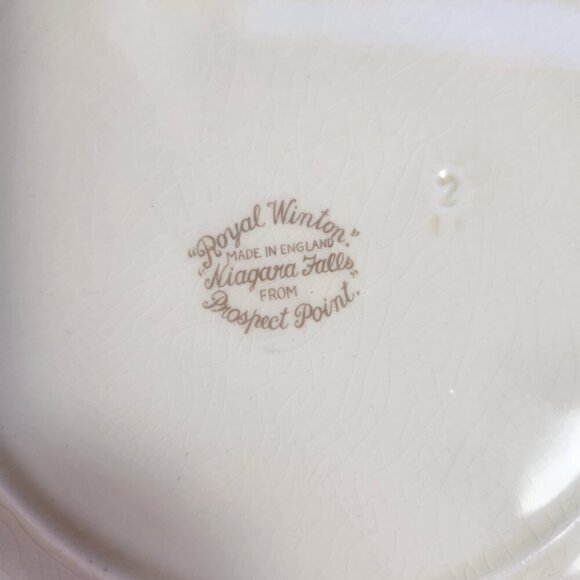 "Royal Winton."
MADE IN ENGLAND
"Niagara Falls
FROM
Prospect Point."
2